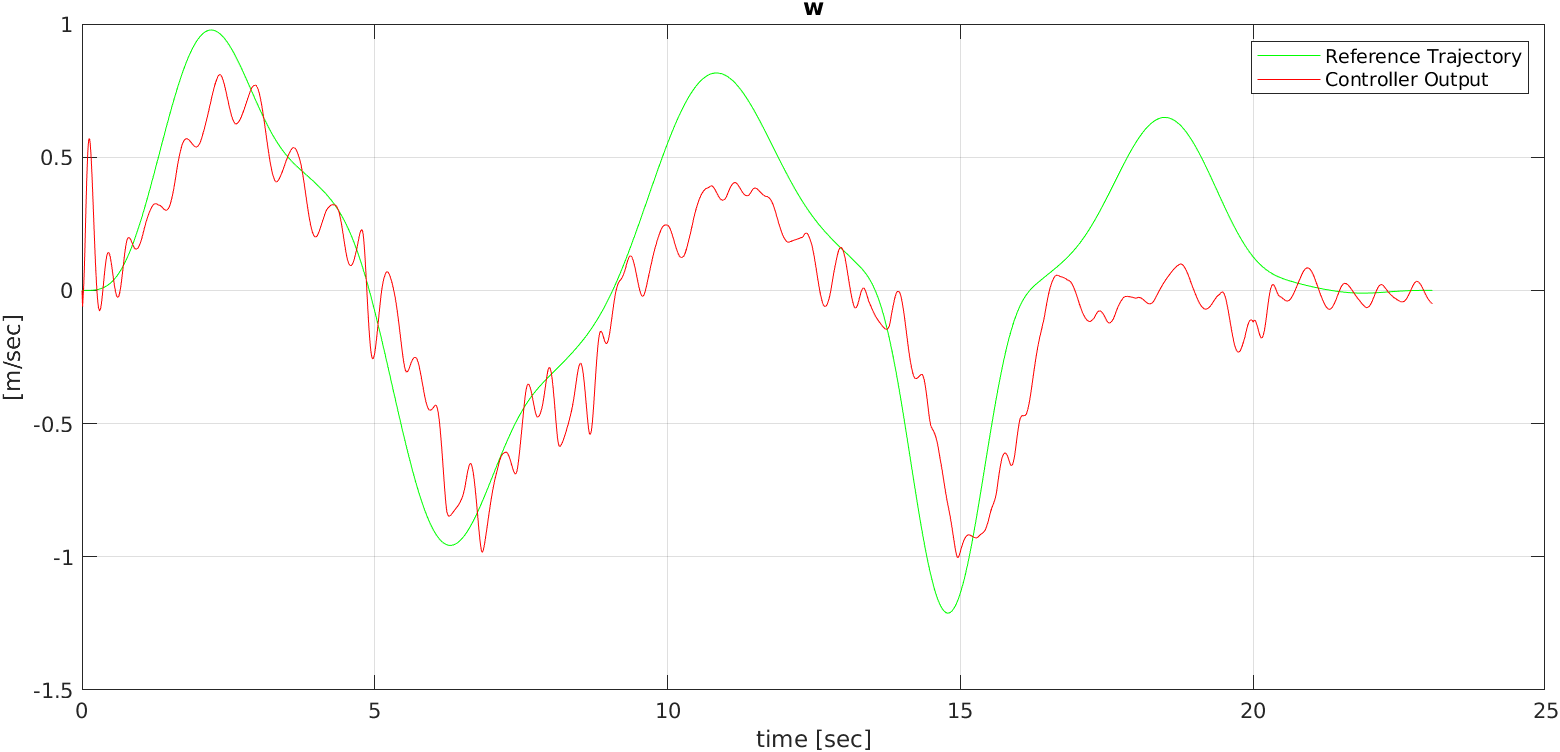 w
1
0.5
0
-0.5
-1
-1.5
[m/sec]
Reference Trajectory
Controller Output
0 5 10 15 20 25
time [sec]